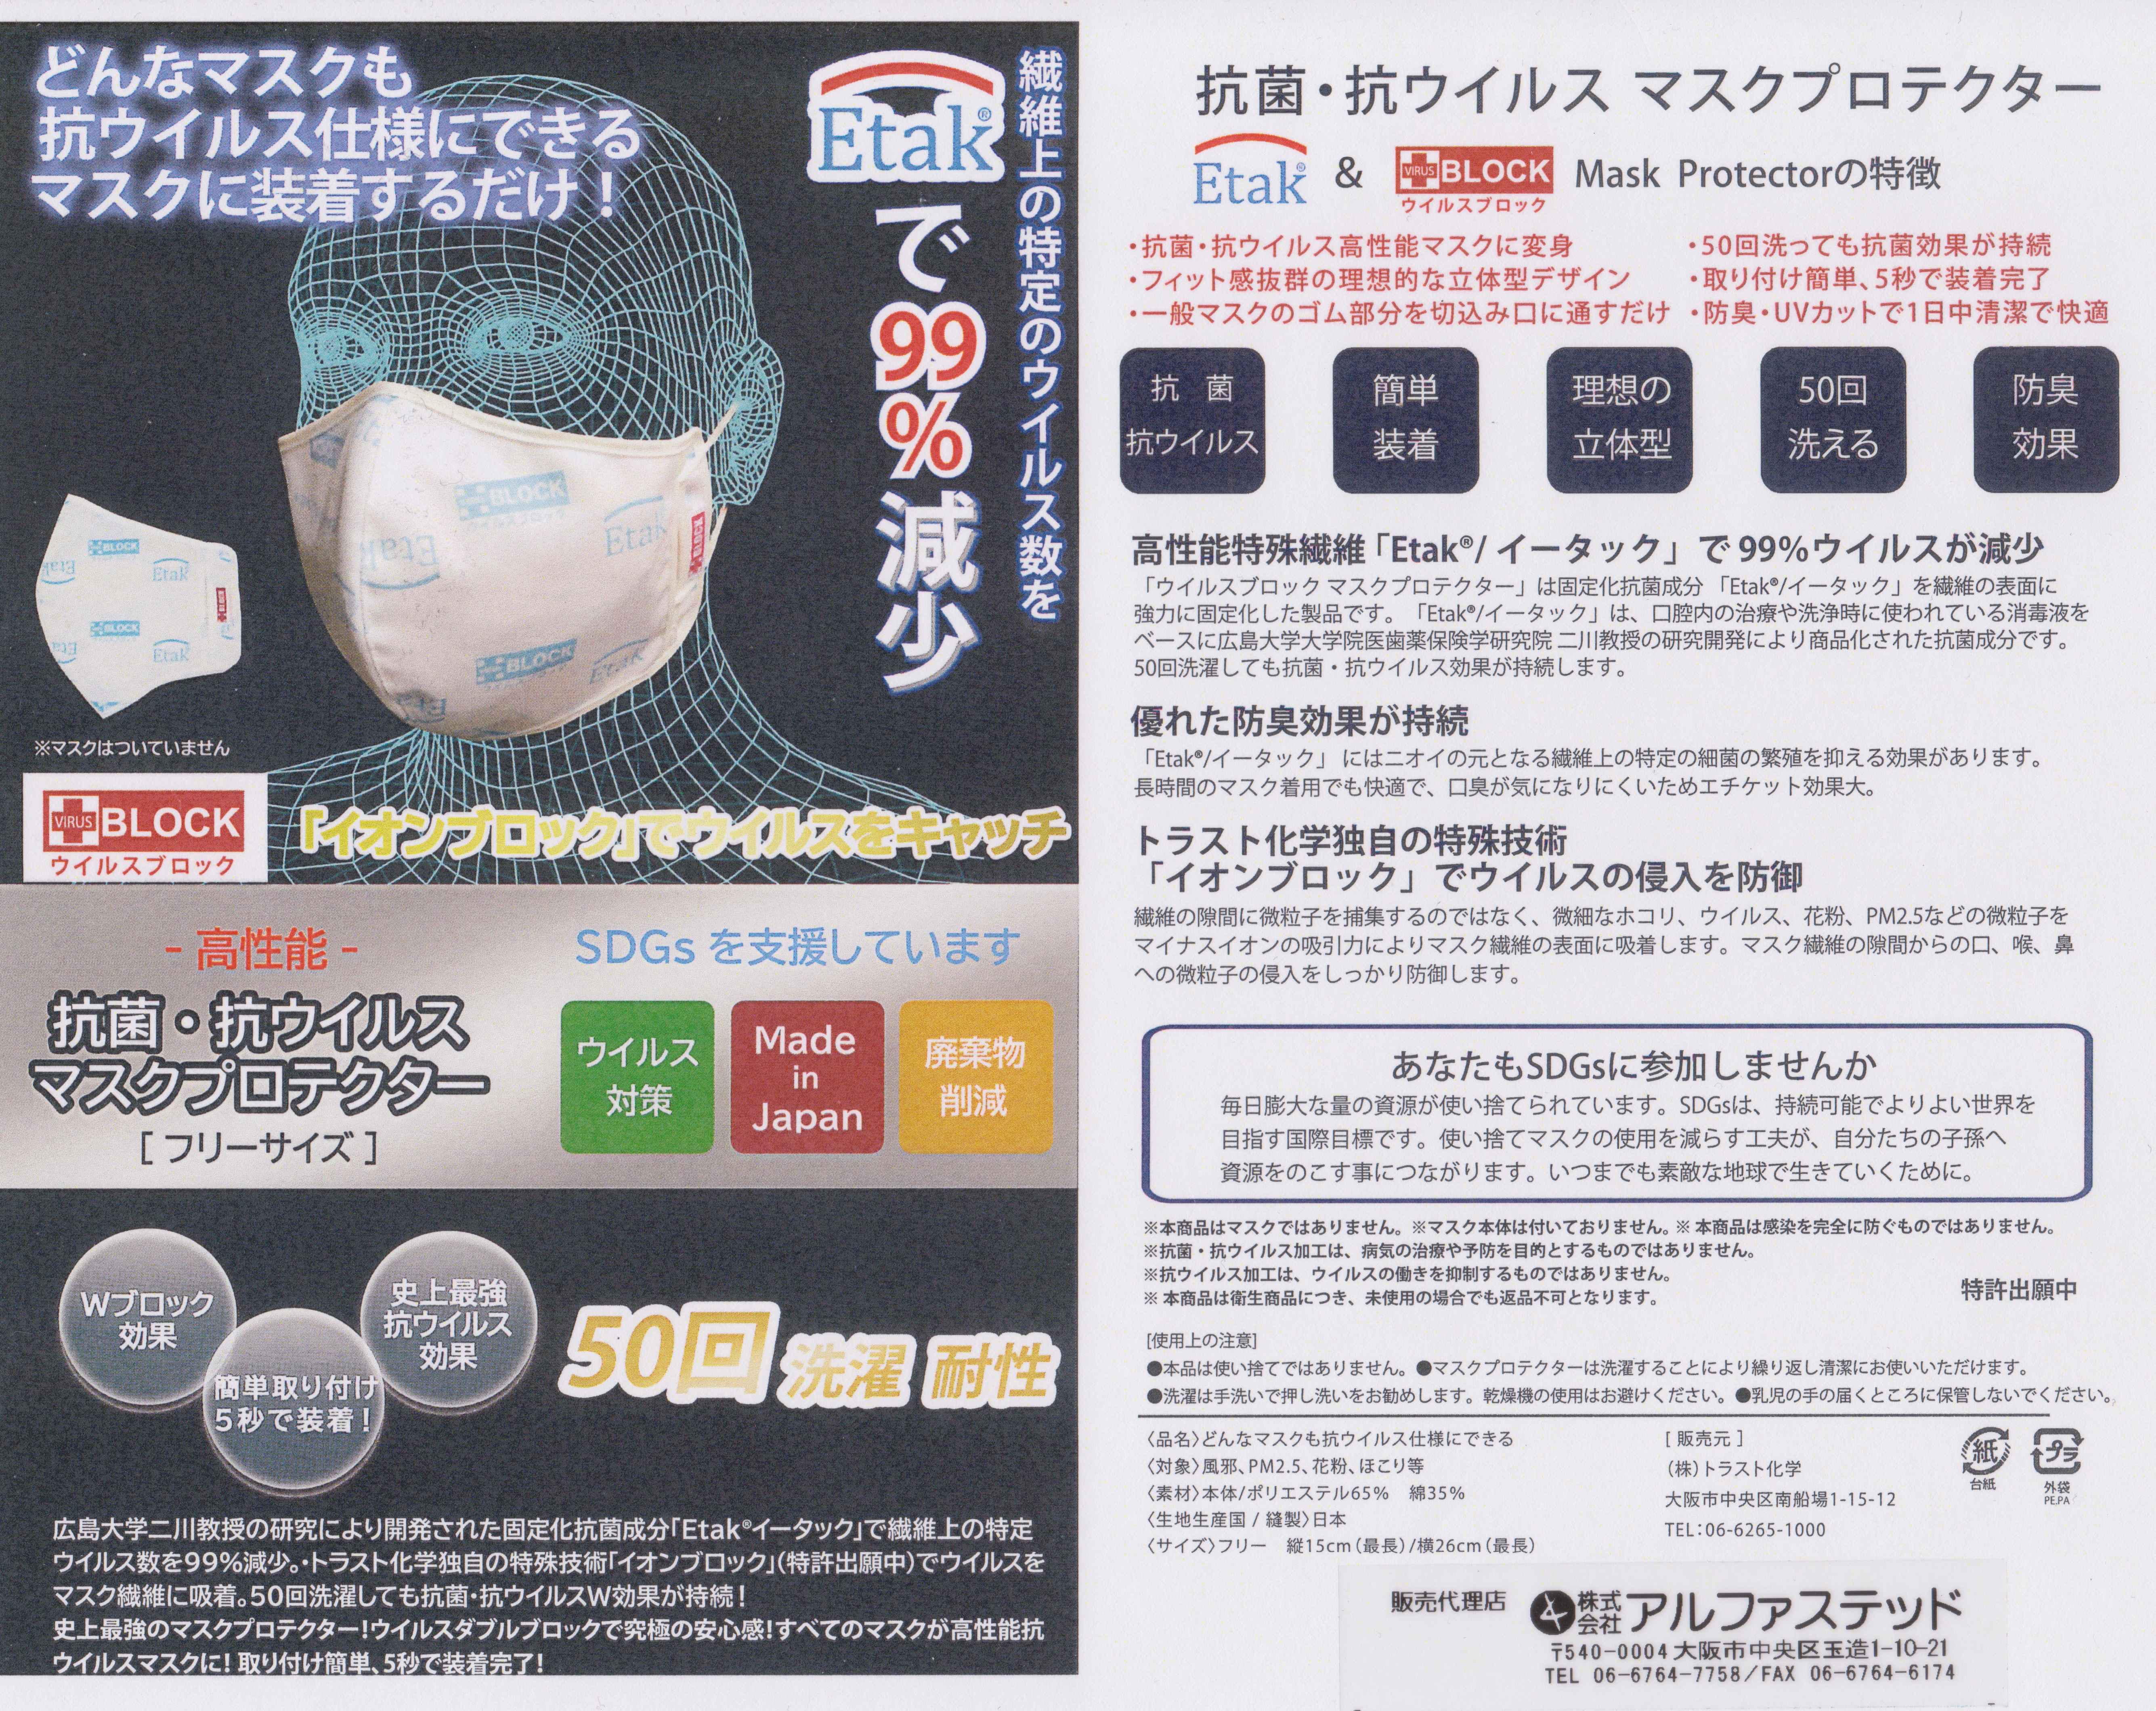 どんなマスクも
抗ウイルス仕様にできる
マスクに装着するだけ！
繊維上の特定のウイルス数を
Etak®
で99%減少
BLOCK
ウイルスブロック
Etak
Etak
BLOCK
Etak
BLOCK
Etak
BLOCK
Etak
BLOCK
Etak
※マスクはついていません
VIRUS BLOCK
ウイルスブロック
「イオンブロック」でウイルスをキャッチ
- 高性能 -
抗菌・抗ウイルス
マスクプロテクター
[ フリーサイズ ]
SDGs を支援しています
ウイルス
対策
Made
in
Japan
廃棄物
削減
Wブロック
効果
簡単取り付け
5秒で装着！
史上最強
抗ウイルス
効果
50回 洗濯 耐性
広島大学二川教授の研究により開発された固定化抗菌成分「Etak®イータック」で繊維上の特定
ウイルス数を99%減少。・トラスト化学独自の特殊技術「イオンブロック」(特許出願中)でウイルスを
マスク繊維に吸着。50回洗濯しても抗菌・抗ウイルスW効果が持続！
史上最強のマスクプロテクター！ウイルスダブルブロックで究極の安心感！すべてのマスクが高性能抗
ウイルスマスクに！取り付け簡単、5秒で装着完了！
抗菌・抗ウイルス マスクプロテクター
Etak® & VIRUS BLOCK ウイルスブロック Mask Protectorの特徴
・抗菌・抗ウイルス高性能マスクに変身
・フィット感抜群の理想的な立体型デザイン
・一般マスクのゴム部分を切込み口に通すだけ
・50回洗っても抗菌効果が持続
・取り付け簡単、5秒で装着完了
・防臭・UVカットで1日中清潔で快適
抗 菌
抗ウイルス
簡単
装着
理想の
立体型
50回
洗える
防臭
効果
高性能特殊繊維「Etak®/ イータック」で 99%ウイルスが減少
「ウイルスブロック マスクプロテクター」は固定化抗菌成分 「Etak®/イータック」を繊維の表面に
強力に固定化した製品です。「Etak®/イータック」は、口腔内の治療や洗浄時に使われている消毒液を
ベースに広島大学大学院医歯薬保険学研究院 二川教授の研究開発により商品化された抗菌成分です。
50回洗濯しても抗菌・抗ウイルス効果が持続します。
優れた防臭効果が持続
「Etak®/イータック」 にはニオイの元となる繊維上の特定の細菌の繁殖を抑える効果があります。
長時間のマスク着用でも快適で、口臭が気になりにくいためエチケット効果大。
トラスト化学独自の特殊技術
「イオンブロック」でウイルスの侵入を防御
繊維の隙間に微粒子を捕集するのではなく、微細なホコリ、ウイルス、花粉、PM2.5などの微粒子を
マイナスイオンの吸引力によりマスク繊維の表面に吸着します。マスク繊維の隙間からの口、喉、鼻
への微粒子の侵入をしっかり防御します。
あなたもSDGsに参加しませんか
毎日膨大な量の資源が使い捨てられています。SDGsは、持続可能でよりよい世界を
目指す国際目標です。使い捨てマスクの使用を減らす工夫が、自分たちの子孫へ
資源をのこす事につながります。いつまでも素敵な地球で生きていくために。
※本商品はマスクではありません。※マスク本体は付いておりません。※ 本商品は感染を完全に防ぐものではありません。
※抗菌・抗ウイルス加工は、病気の治療や予防を目的とするものではありません。
※抗ウイルス加工は、ウイルスの働きを抑制するものではありません。
※ 本商品は衛生商品につき、未使用の場合でも返品不可となります。
特許出願中
[使用上の注意]
●本品は使い捨てではありません。●マスクプロテクターは洗濯することにより繰り返し清潔にお使いいただけます。
●洗濯は手洗いで押し洗いをお勧めします。乾燥機の使用はお避けください。●乳児の手の届くところに保管しないでください。
〈品名〉どんなマスクも抗ウイルス仕様にできる
〈対象〉風邪、PM2.5、花粉、ほこり等
〈素材〉本体/ポリエステル65% 綿35%
〈生地生産国 / 縫製〉日本
〈サイズ〉フリー 縦15cm（最長）/横26cm（最長）
[ 販売元 ]
(株)トラスト化学
大阪市中央区南船場1-15-12
TEL：06-6265-1000
紙
台紙
プラ
外袋
PE.PA
販売代理店
株式会社 アルファステッド
〒540-0004 大阪市中央区玉造1-10-21
TEL 06-6764-7758／FAX 06-6764-6174